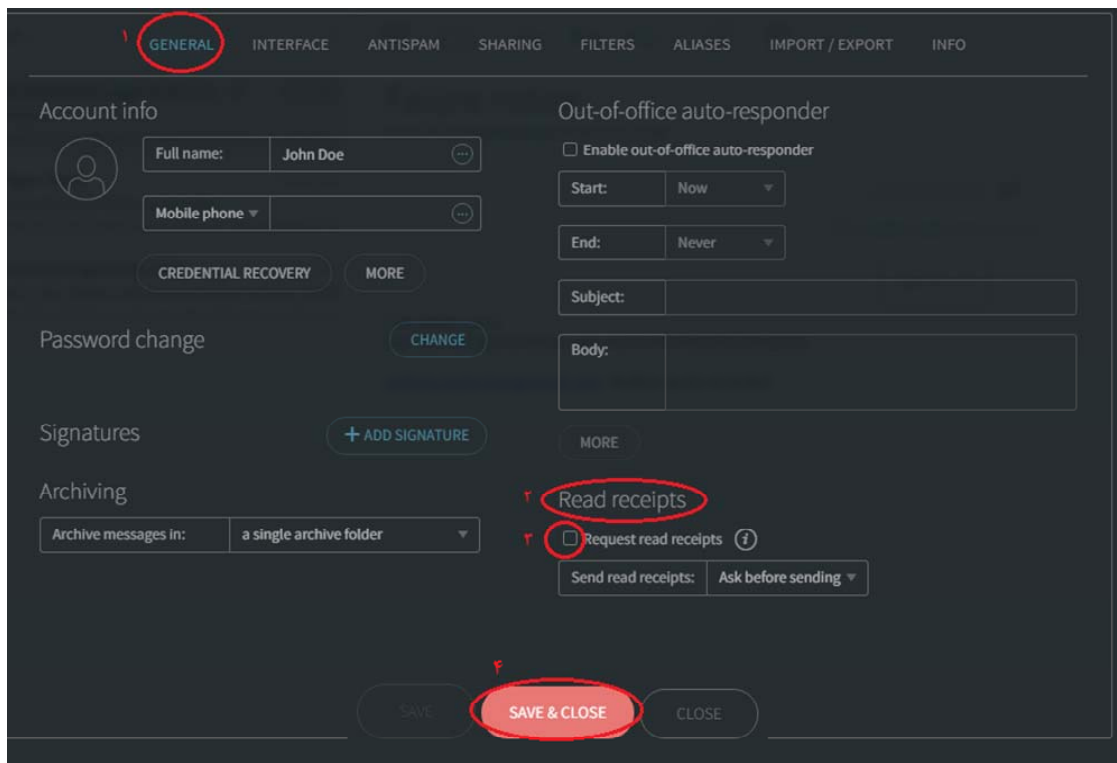 ۱ GENERAL INTERFACE ANTISPAM SHARING FILTERS ALIASES IMPORT / EXPORT INFO
Account info
Full name: John Doe
Mobile phone
CREDENTIAL RECOVERY MORE
Password change CHANGE
Signatures + ADD SIGNATURE
Archiving
Archive messages in: a single archive folder
Out-of-office auto-responder
Enable out-of-office auto-responder
Start: Now
End: Never
Subject:
Body:
MORE
۲ Read receipts
۳ Request read receipts i
Send read receipts: Ask before sending
۴
SAVE SAVE & CLOSE CLOSE